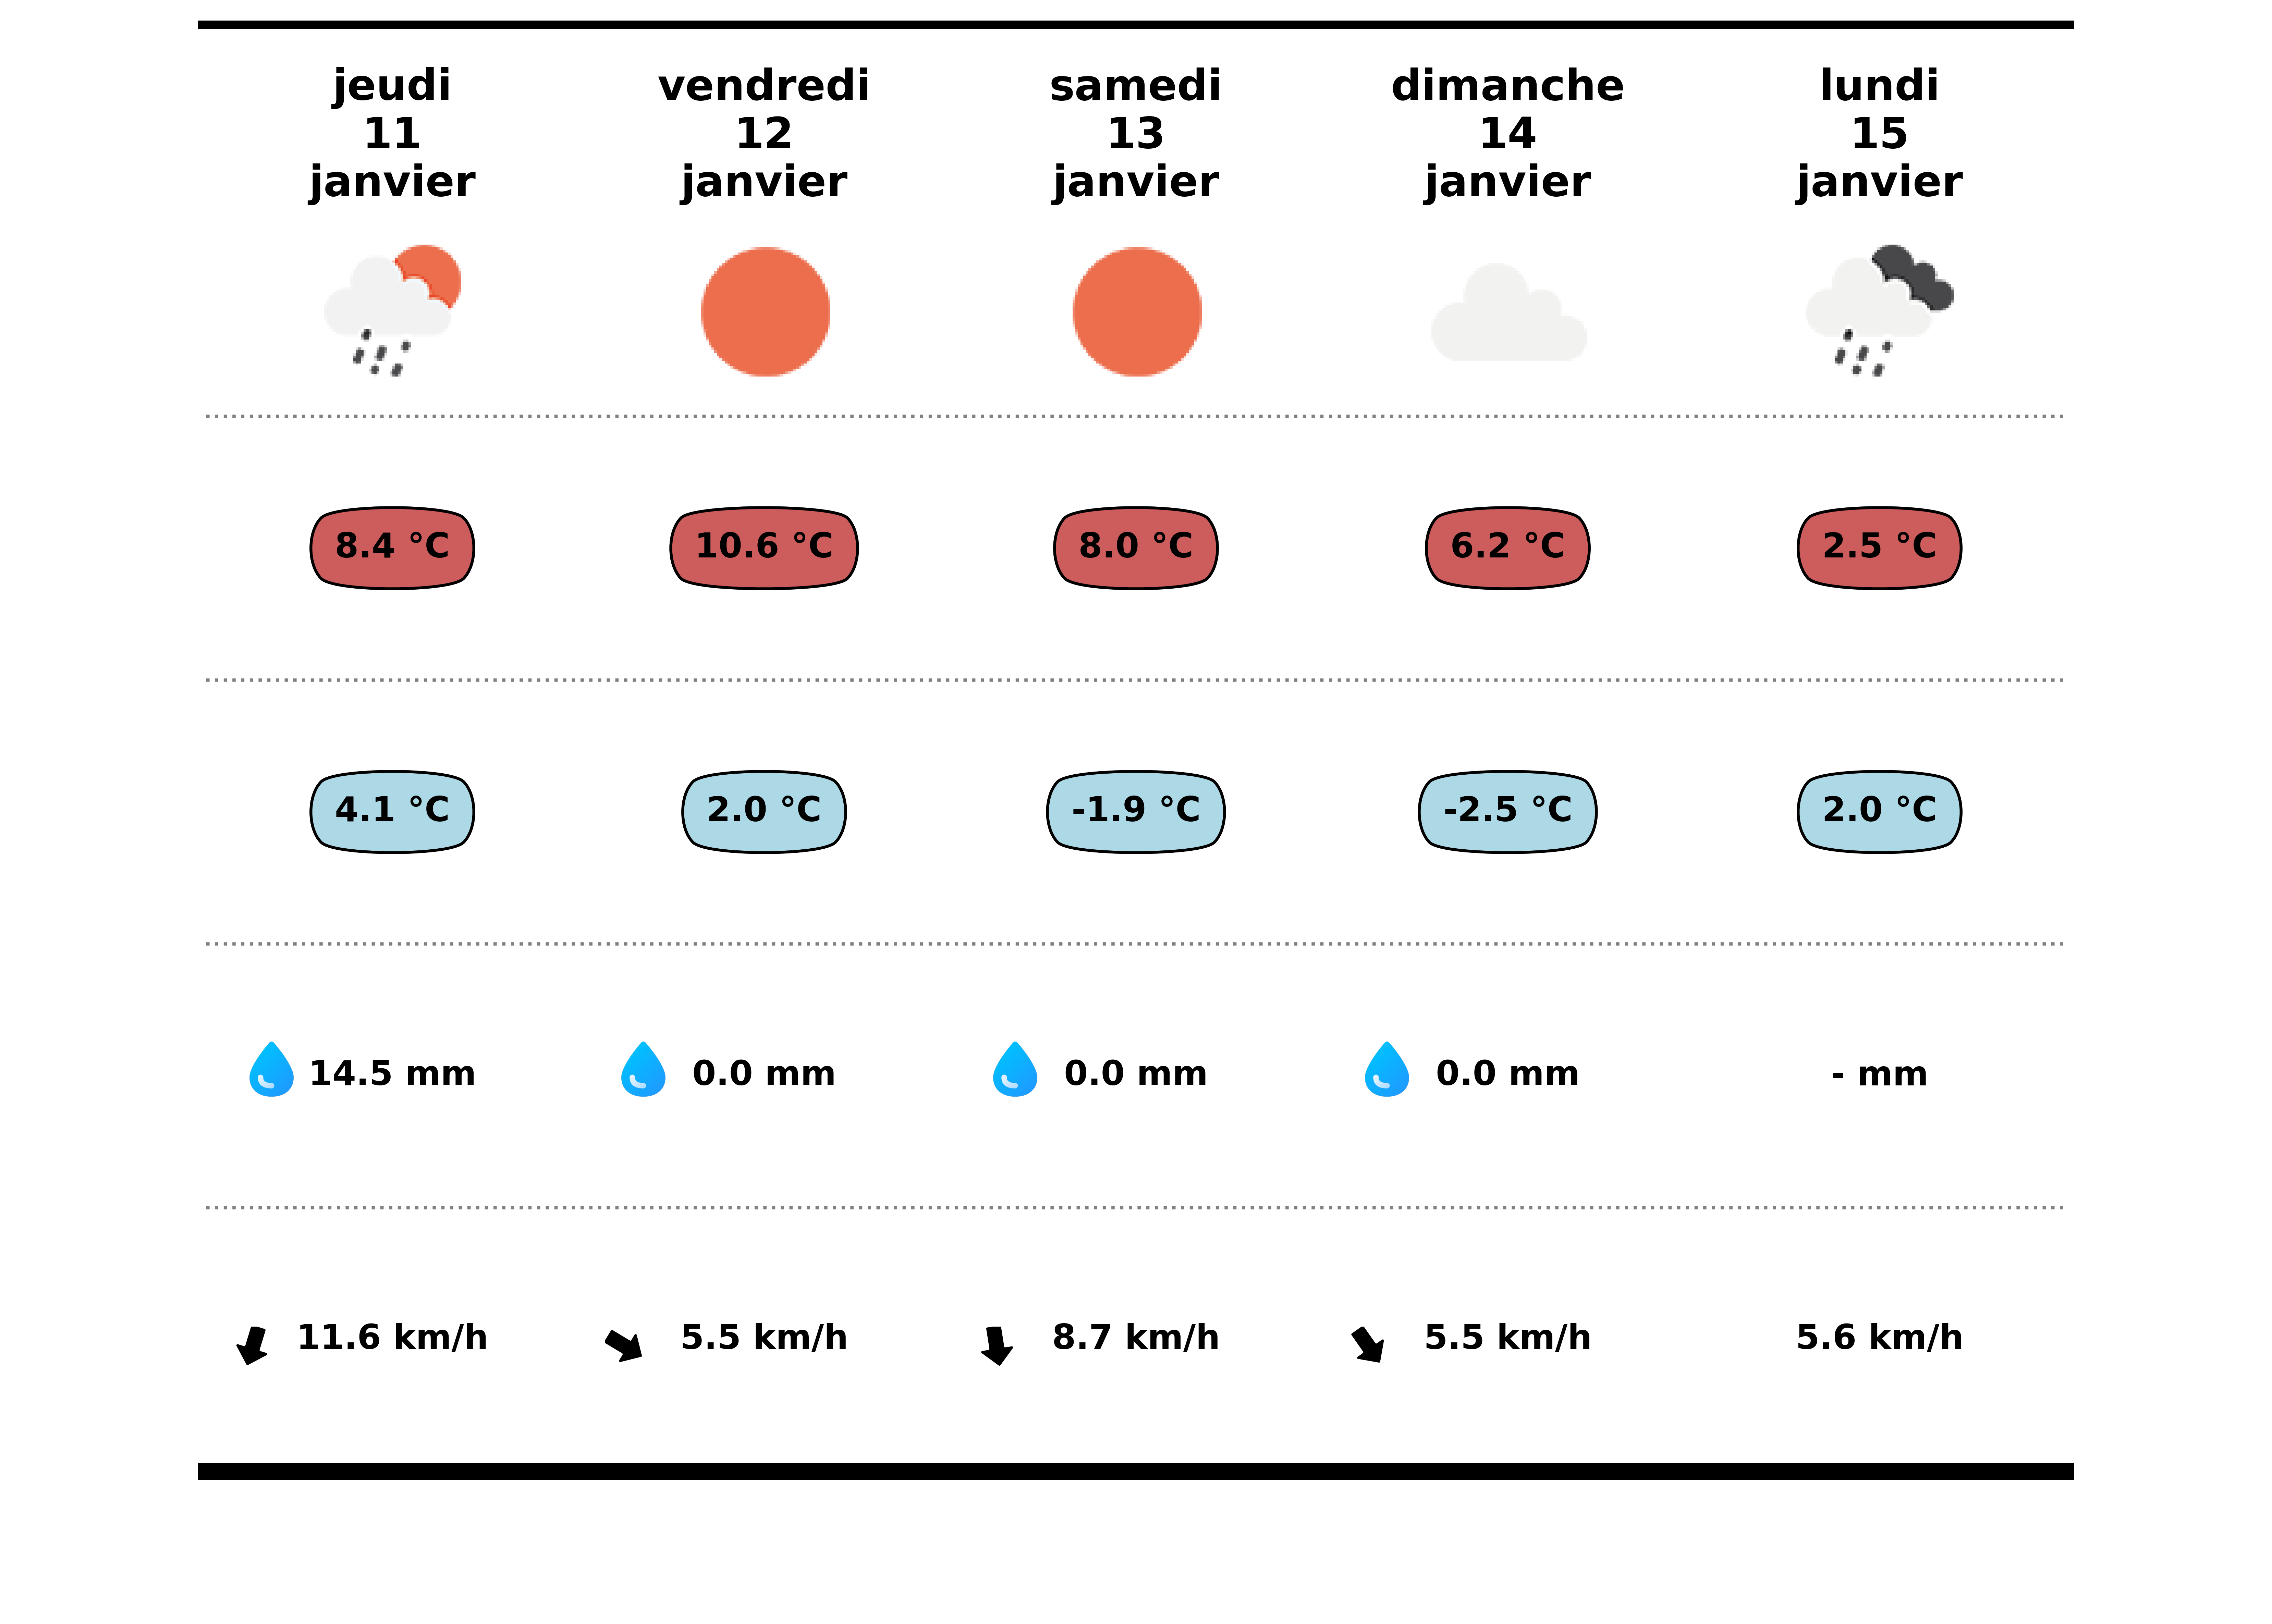 jeudi
11
janvier
vendredi
12
janvier
samedi
13
janvier
dimanche
14
janvier
lundi
15
janvier
8.4 °C
10.6 °C
8.0 °C
6.2 °C
2.5 °C
4.1 °C
2.0 °C
-1.9 °C
-2.5 °C
2.0 °C
14.5 mm
0.0 mm
0.0 mm
0.0 mm
- mm
11.6 km/h
5.5 km/h
8.7 km/h
5.5 km/h
5.6 km/h